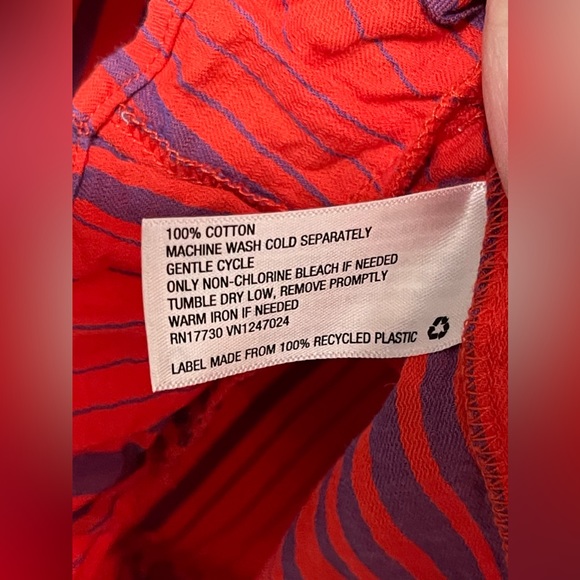 100% COTTON
MACHINE WASH COLD SEPARATELY
GENTLE CYCLE
ONLY NON-CHLORINE BLEACH IF NEEDED
TUMBLE DRY LOW, REMOVE PROMPTLY
WARM IRON IF NEEDED
RN17730 VN1247024
LABEL MADE FROM 100% RECYCLED PLASTIC